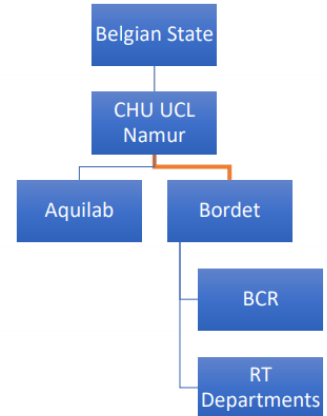 Belgian State
CHU UCL
Namur
Aquilab
Bordet
BCR
RT
Departments